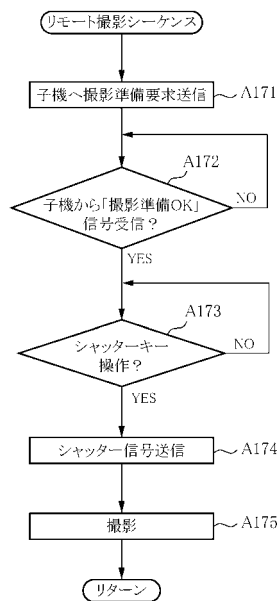 リモート撮影シーケンス
子機へ撮影準備要求送信
A171
A172
子機から「撮影準備OK」
信号受信?
NO
YES
A173
シャッターキー
操作?
NO
YES
シャッター信号送信
A174
撮影
A175
リターン